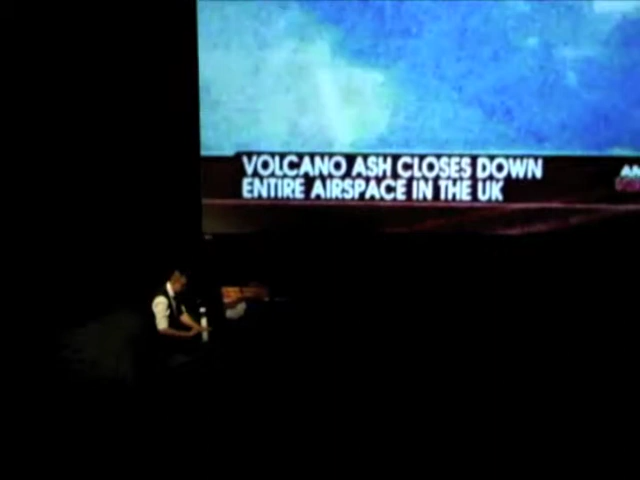 VOLCANO ASH CLOSES DOWN
ENTIRE AIRSPACE IN THE UK